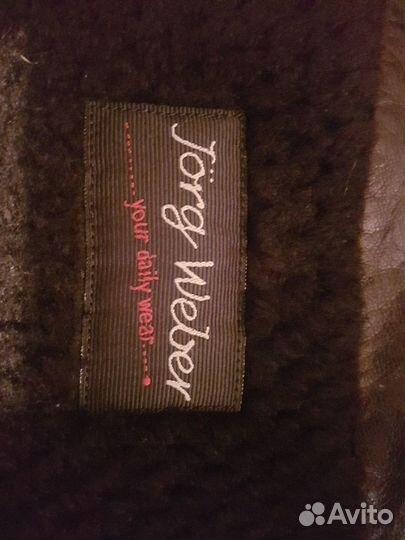 Jörg Weber
..........your daily wear.....
Avito